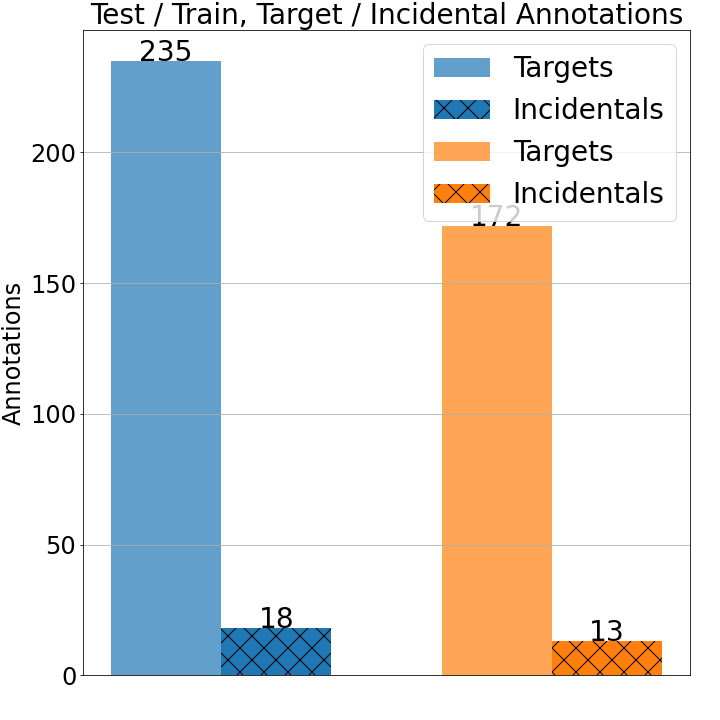 Test / Train, Target / Incidental Annotations
235
Targets
Incidentals
Targets
Incidentals
172
200
150
100
50
0
Annotations
18
13